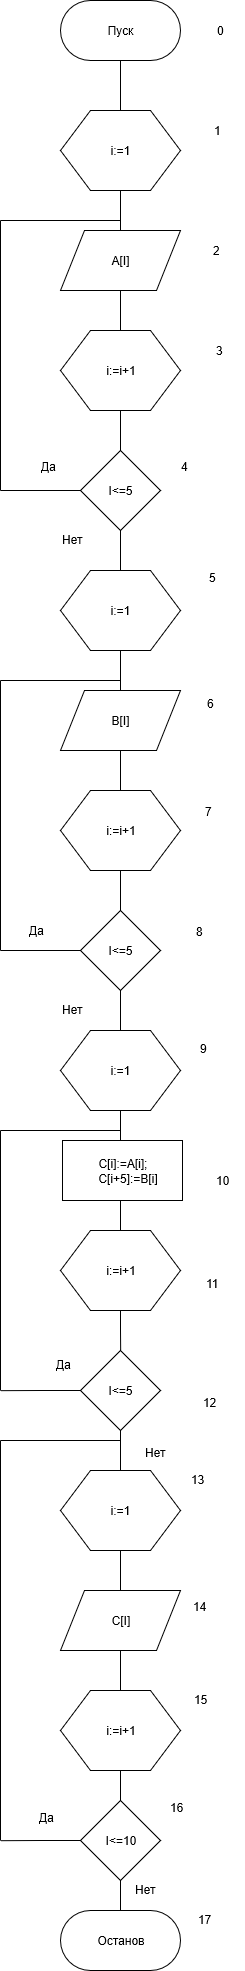 Пуск
0
i:=1
1
A[I]
2
i:=i+1
3
I<=5
4
Да
Нет
i:=1
5
B[I]
6
i:=i+1
7
I<=5
8
Да
Нет
i:=1
9
C[i]:=A[i];
C[i+5]:=B[i]
10
i:=i+1
11
I<=5
12
Да
Нет
i:=1
13
C[I]
14
i:=i+1
15
I<=10
16
Да
Нет
Останов
17